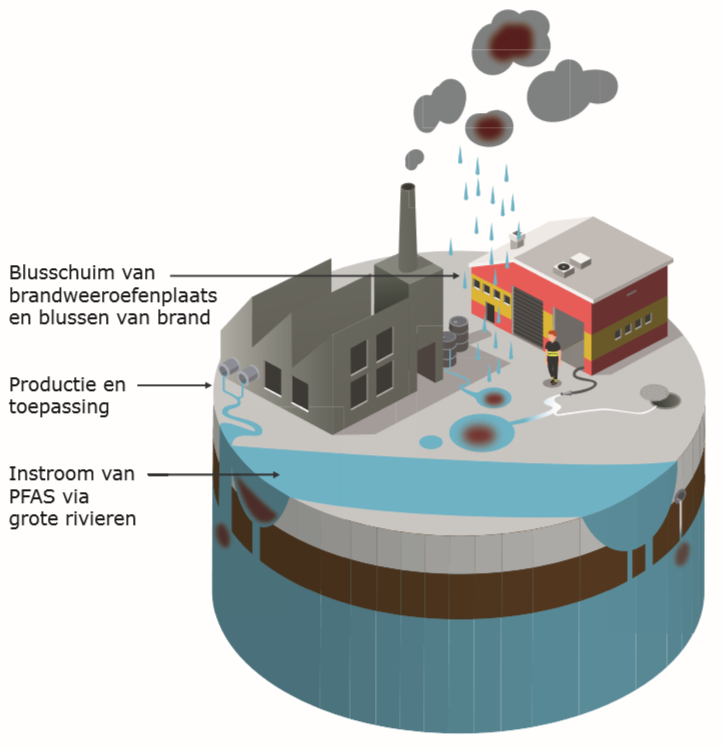 Blusschuim van
brandweeroefenplaats
en blussen van brand
Productie en
toepassing
Instroom van
PFAS via
grote rivieren